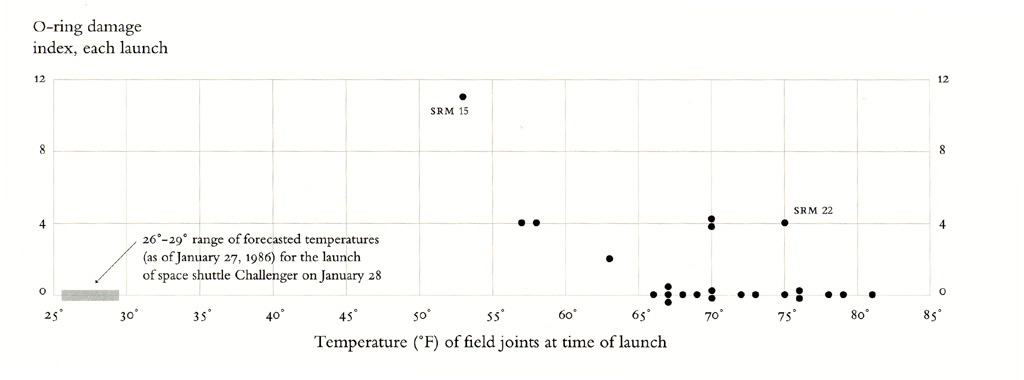 O-ring damage
index, each launch
12
12
SRM 15
8
8
SRM 22
4
4
26°–29° range of forecasted temperatures
(as of January 27, 1986) for the launch
of space shuttle Challenger on January 28
0
0
25° 30° 35° 40° 45° 50° 55° 60° 65° 70° 75° 80° 85°
Temperature (°F) of field joints at time of launch